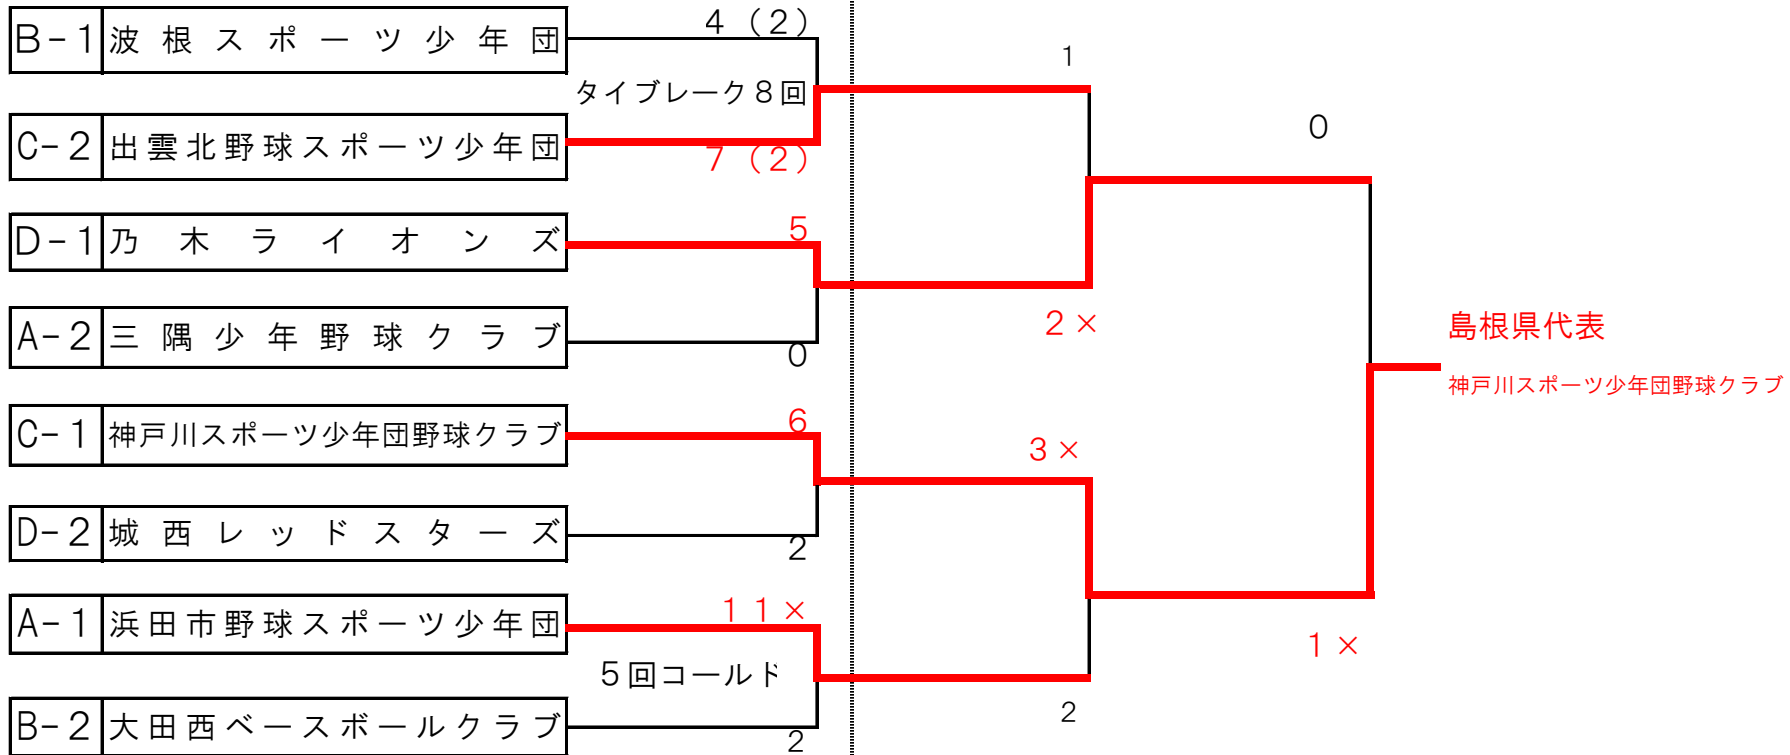 B-1 波根スポーツ少年団
4 (2)
タイブレーク8回
C-2 出雲北野球スポーツ少年団
7 (2)
D-1 乃木ライオンズ
5
A-2 三隅少年野球クラブ
0
C-1 神戸川スポーツ少年団野球クラブ
6
D-2 城西レッドスターズ
2
A-1 浜田市野球スポーツ少年団
11×
5回コールド
B-2 大田西ベースボールクラブ
2
1
2×
3×
2
0
1×
島根県代表
神戸川スポーツ少年団野球クラブ